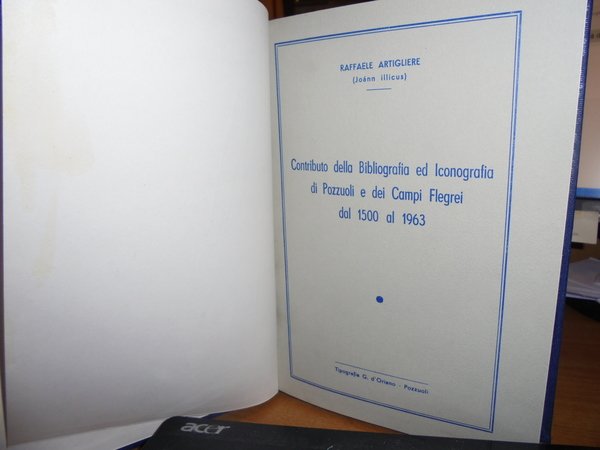 RAFFAELE ARTIGLIERE
(Joánn illicus)
Contributo della Bibliografia ed Iconografia
di Pozzuoli e dei Campi Flegrei
dal 1500 al 1963
Tipografia G. d'Oriano - Pozzuoli
acer